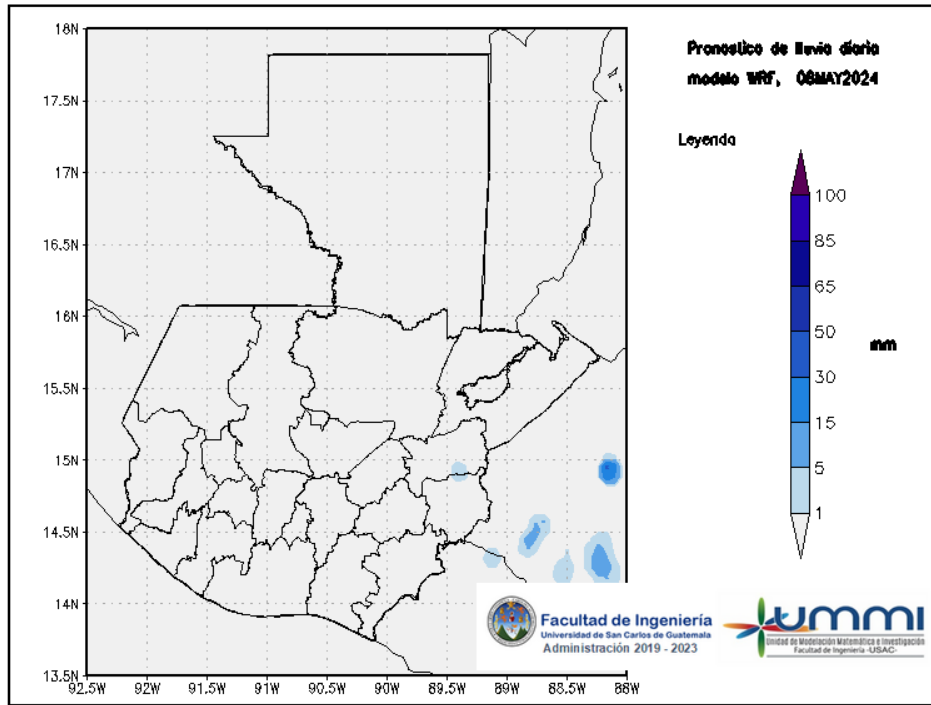 18N
17.5N
17N
16.5N
16N
15.5N
15N
14.5N
14N
13.5N
92.5W
92W
91.5W
91W
90.5W
90W
89.5W
89W
88.5W
88W
Pronostico de lluvia diaria
modelo WRF, 08MAY2024
Leyenda
100
85
65
50
30
15
5
1
mm
Facultad de Ingeniería
Universidad de San Carlos de Guatemala
Administración 2019 - 2023
ummi
Unidad de Modelación Matemática e Investigación
Facultad de Ingeniería -USAC-